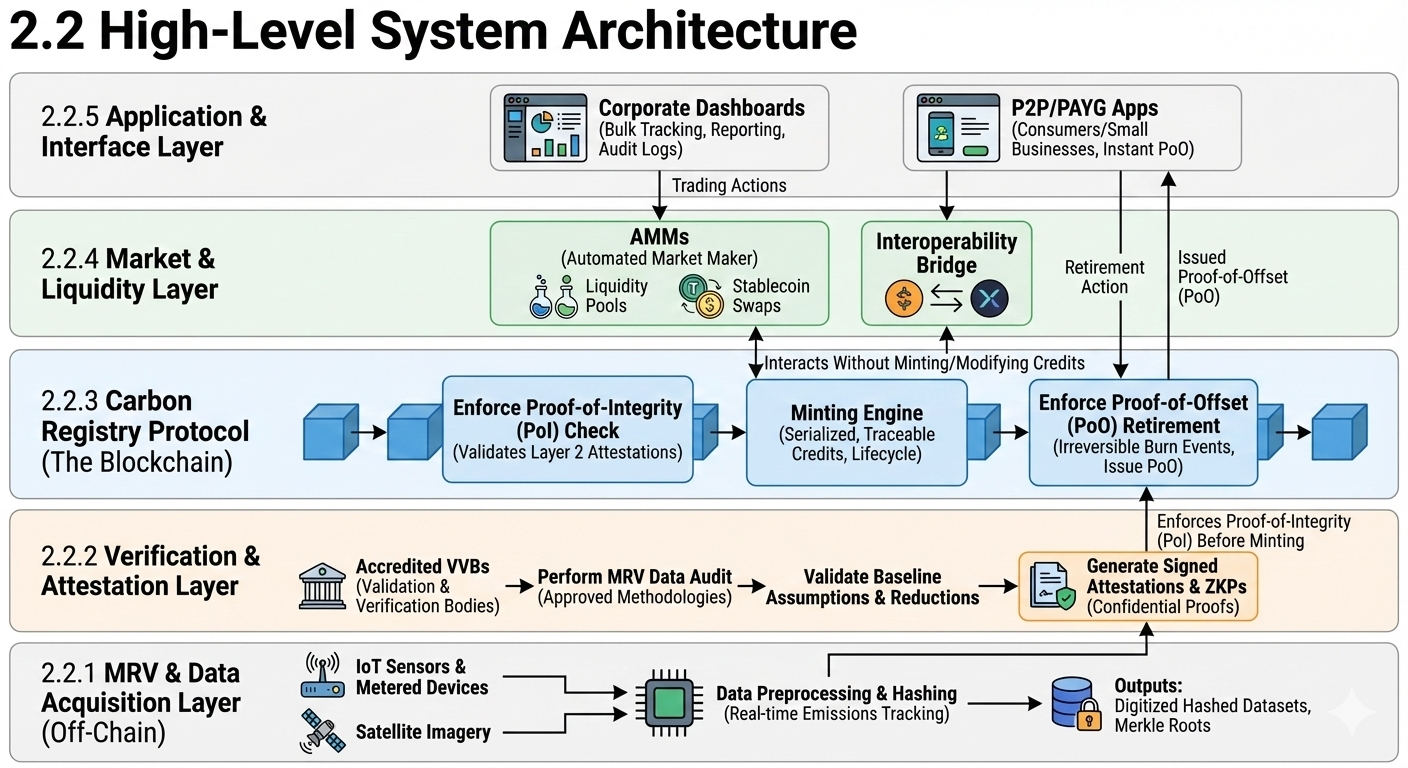 2.2 High-Level System Architecture
2.2.5 Application &
Interface Layer
Corporate Dashboards
(Bulk Tracking, Reporting,
Audit Logs)
P2P/PAYG Apps
(Consumers/Small
Businesses, Instant PoO)
Trading Actions
2.2.4 Market &
Liquidity Layer
AMMs
(Automated Market Maker)
Liquidity
Pools
T
$
Stablecoin
Swaps
Interoperability
Bridge
Retirement
Action
Issued
Proof-of-Offset
(PoO)
Interacts Without Minting/Modifying Credits
2.2.3 Carbon
Registry Protocol
(The Blockchain)
Enforce Proof-of-Integrity
(PoI) Check
(Validates Layer 2 Attestations)
Minting Engine
(Serialized, Traceable
Credits, Lifecycle)
Enforce Proof-of-Offset
(PoO) Retirement
(Irreversible Burn Events,
Issue PoO)
Enforces Proof-of-Integrity
(PoI) Before Minting
2.2.2 Verification &
Attestation Layer
Accredited VVBs
(Validation &
Verification Bodies)
Perform MRV Data Audit
(Approved Methodologies)
Validate Baseline
Assumptions & Reductions
Generate Signed
Attestations & ZKPs
(Confidential Proofs)
2.2.1 MRV & Data
Acquisition Layer
(Off-Chain)
IoT Sensors &
Metered Devices
Satellite Imagery
Data Preprocessing & Hashing
(Real-time Emissions Tracking)
Outputs:
Digitized Hashed Datasets,
Merkle Roots